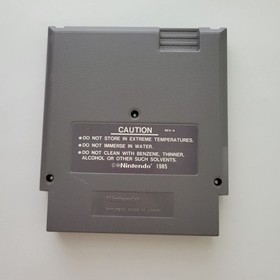 CAUTION
REV-A
●DO NOT STORE IN EXTREME TEMPERATURES.
●DO NOT IMMERSE IN WATER.
●DO NOT CLEAN WITH BENZENE, THINNER,
ALCOHOL OR OTHER SUCH SOLVENTS.
©®Nintendo 1985